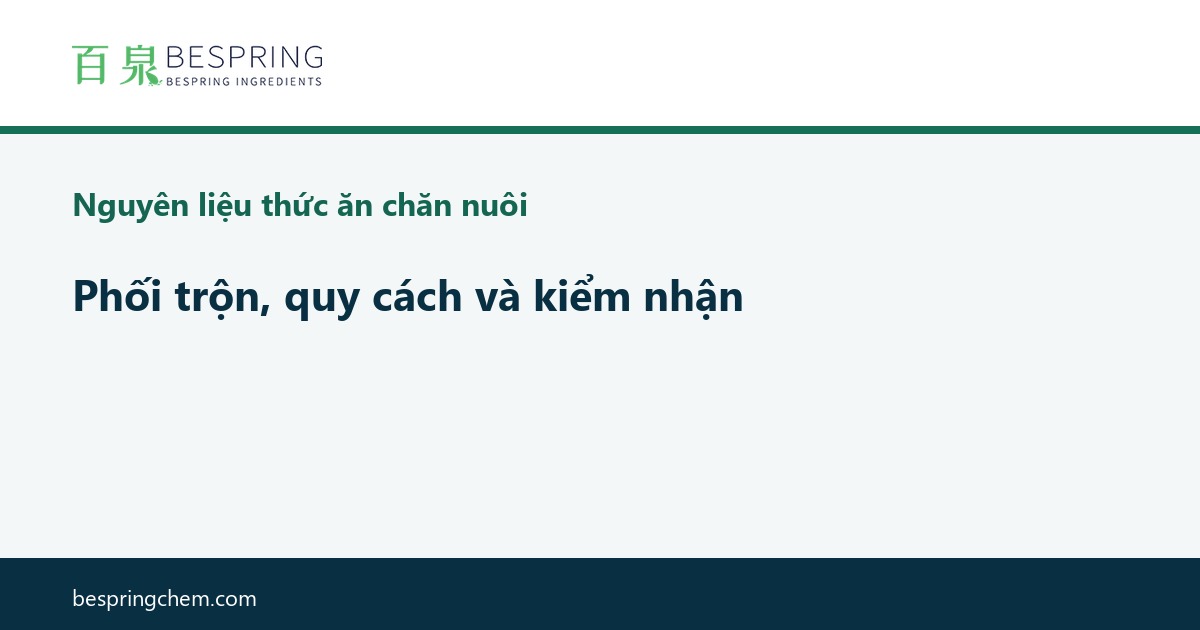 百泉 BESPRING
BESPRING INGREDIENTS
Nguyên liệu thức ăn chăn nuôi
Phối trộn, quy cách và kiểm nhận
bespringchem.com